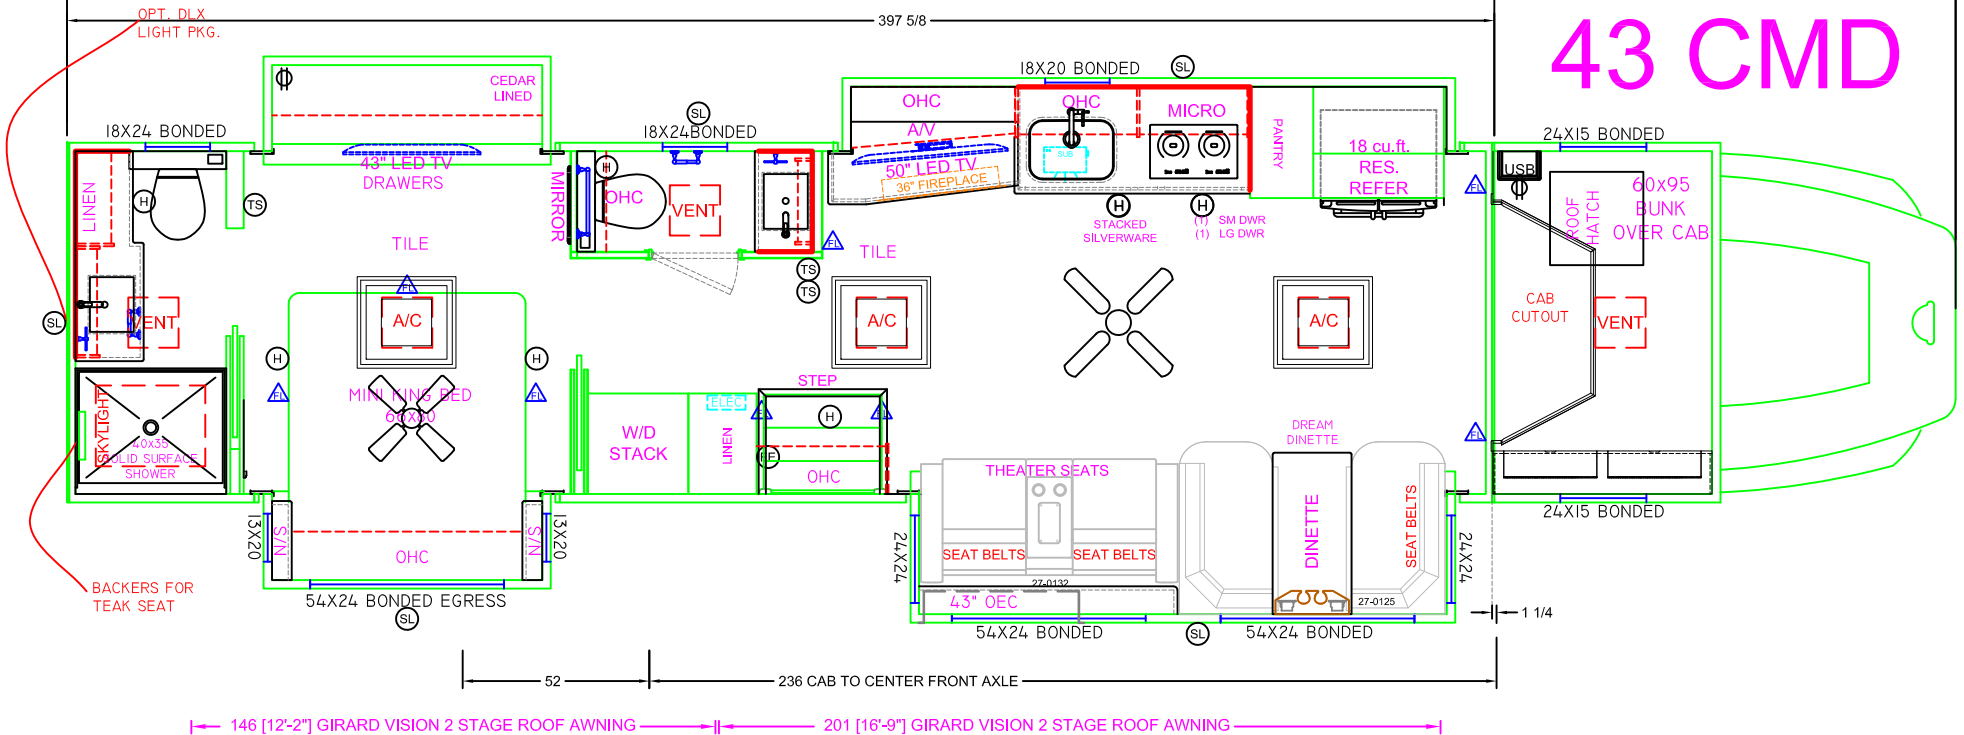 OPT. DLX
LIGHT PKG.
397 5/8
43 CMD
18X24 BONDED
CEDAR
LINED
SL
18X24BONDED
18X20 BONDED
SL
24X15 BONDED
43" LED TV
DRAWERS
LINEN
H
TS
TILE
MIRROR
H
OHC
VENT
FL
TS
TS
OHC
A/V
50" LED TV
36" FIREPLACE
TILE
OHC
SUB
MICRO
H
STACKED
SILVERWARE
H
(1) SM DWR
(1) LG DWR
PANTRY
18 cu.ft.
RES.
REFER
FL
USB
ROOF
HATCH
60x95
BUNK
OVER CAB
CAB
CUTOUT
VENT
SL
VENT
FL
A/C
A/C
A/C
H
H
FL
FL
MINI KING BED
SKYLIGHT
40x35
SOLID SURFACE
SHOWER
STEP
ELEC
FL
H
FL
W/D
STACK
LINEN
OHC
FL
DREAM
DINETTE
THEATER SEATS
SEAT BELTS
SEAT BELTS
27-0132
43" OEC
DINETTE
SEAT BELTS
27-0125
13X20
S/N
OHC
S/N
13X20
24X24
24X24
24X15 BONDED
BACKERS FOR
TEAK SEAT
54X24 BONDED EGRESS
SL
54X24 BONDED
SL
54X24 BONDED
1 1/4
52
236 CAB TO CENTER FRONT AXLE
146 [12'-2"] GIRARD VISION 2 STAGE ROOF AWNING
201 [16'-9"] GIRARD VISION 2 STAGE ROOF AWNING